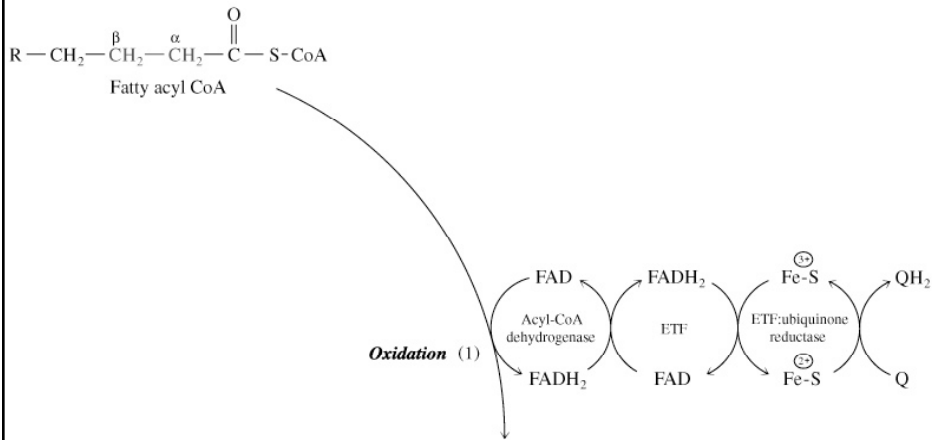 O
β α ||
R—CH₂—CH₂—CH₂—C—S-CoA
Fatty acyl CoA
3+
FAD FADH₂ Fe-S QH₂
Acyl-CoA
dehydrogenase
ETF
ETF:ubiquinone
reductase
Oxidation (1)
2+
FADH₂ FAD Fe-S Q